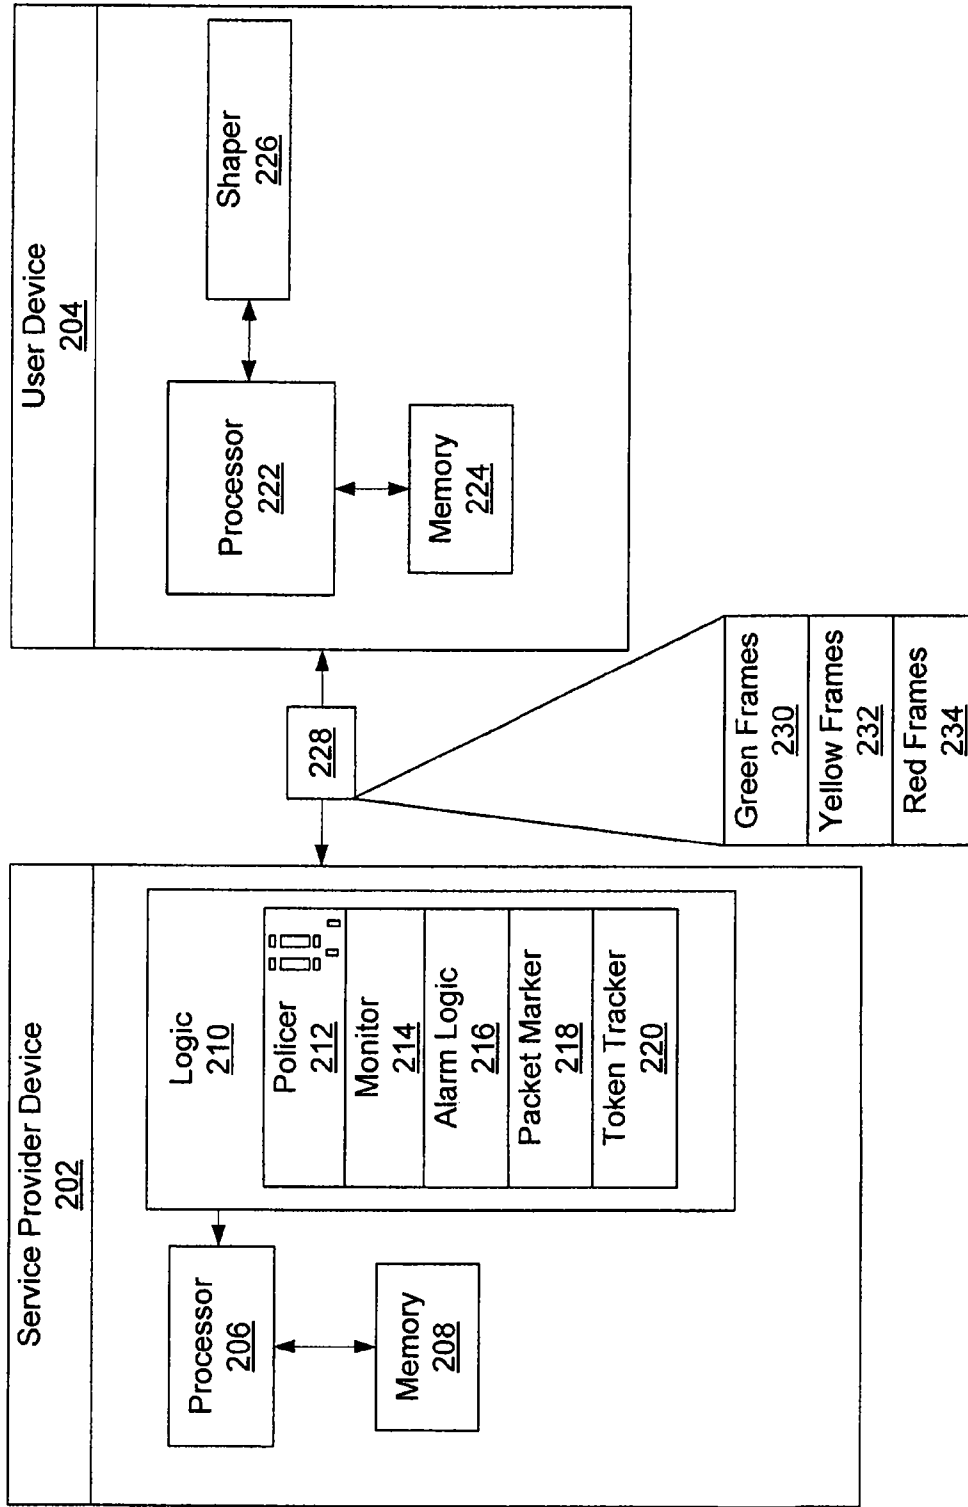 Service Provider Device
202
Processor
206
Memory
208
Logic
210
Policer
212
Monitor
214
Alarm Logic
216
Packet Marker
218
Token Tracker
220
228
Green Frames
230
Yellow Frames
232
Red Frames
234
User Device
204
Processor
222
Memory
224
Shaper
226